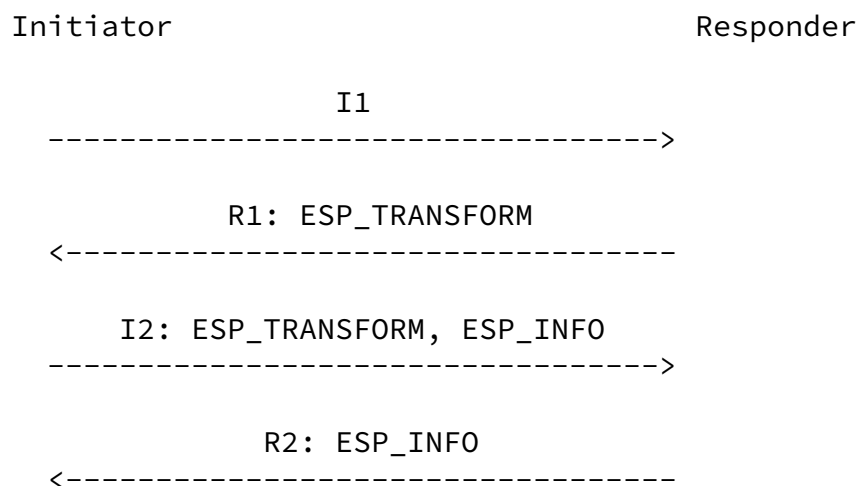 Initiator Responder
I1
---------------------------------->
R1: ESP_TRANSFORM
<----------------------------------
I2: ESP_TRANSFORM, ESP_INFO
---------------------------------->
R2: ESP_INFO
<----------------------------------